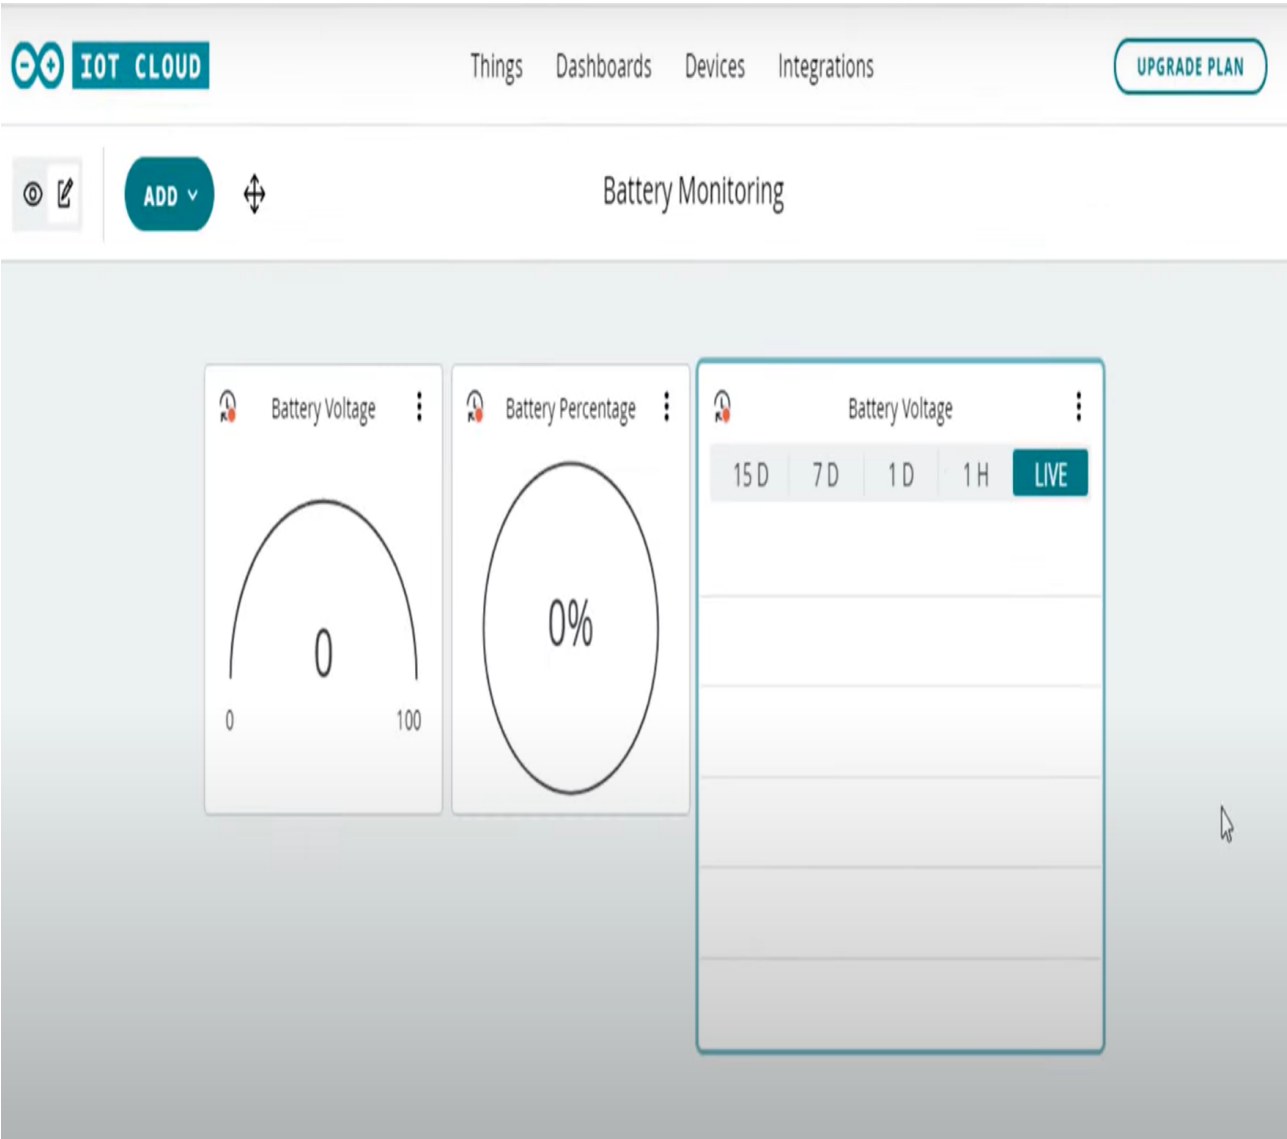 IOT CLOUD
Things Dashboards Devices Integrations
UPGRADE PLAN
ADD
Battery Monitoring
Battery Voltage
0
0 100
Battery Percentage
0%
Battery Voltage
15 D 7 D 1 D 1 H LIVE